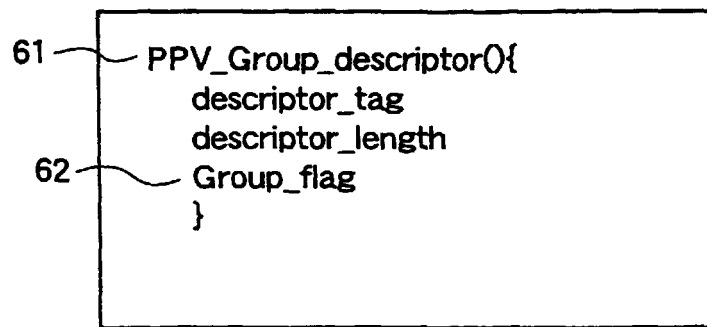 61 PPV_Group_descriptor(){
descriptor_tag
descriptor_length
62 Group_flag
}